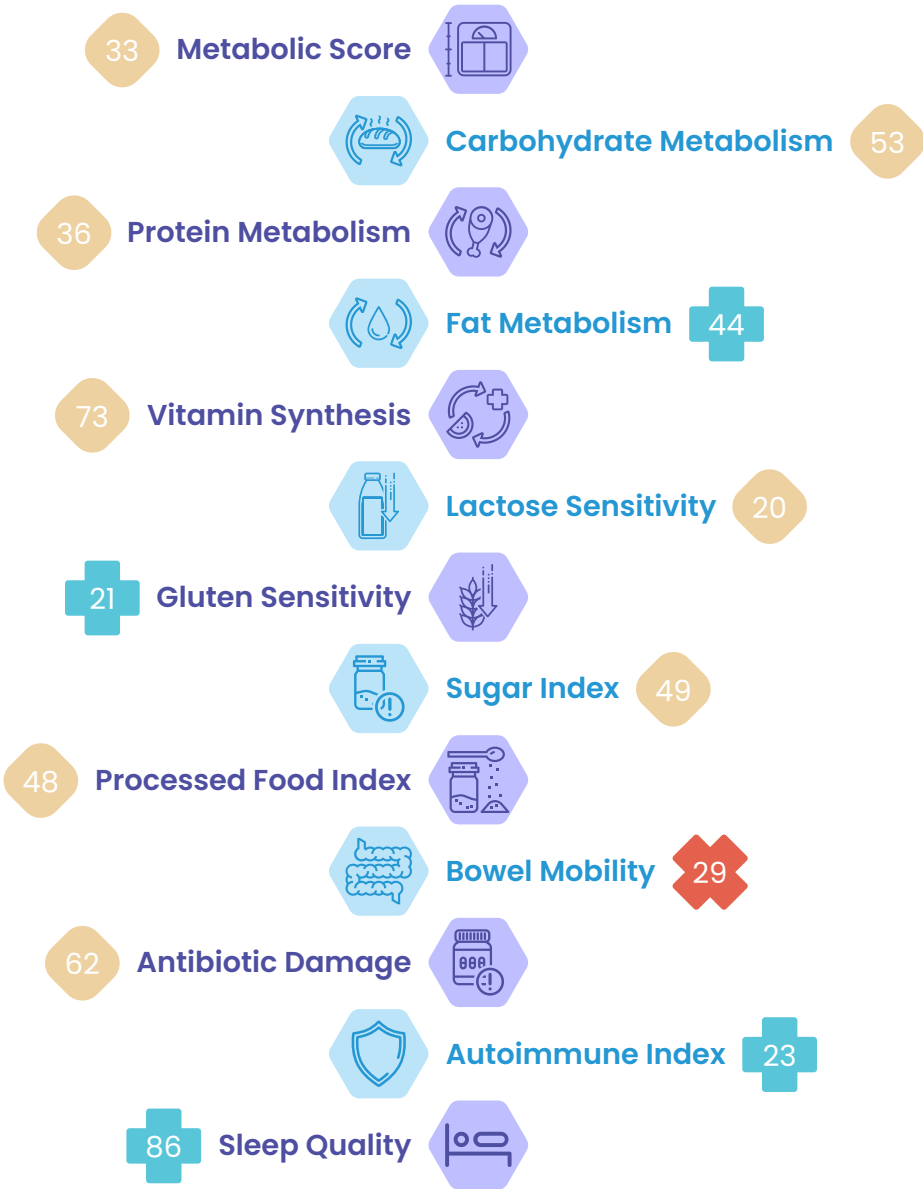 33 Metabolic Score
Carbohydrate Metabolism 53
36 Protein Metabolism
Fat Metabolism 44
73 Vitamin Synthesis
Lactose Sensitivity 20
21 Gluten Sensitivity
Sugar Index 49
48 Processed Food Index
Bowel Mobility 29
62 Antibiotic Damage
Autoimmune Index 23
86 Sleep Quality